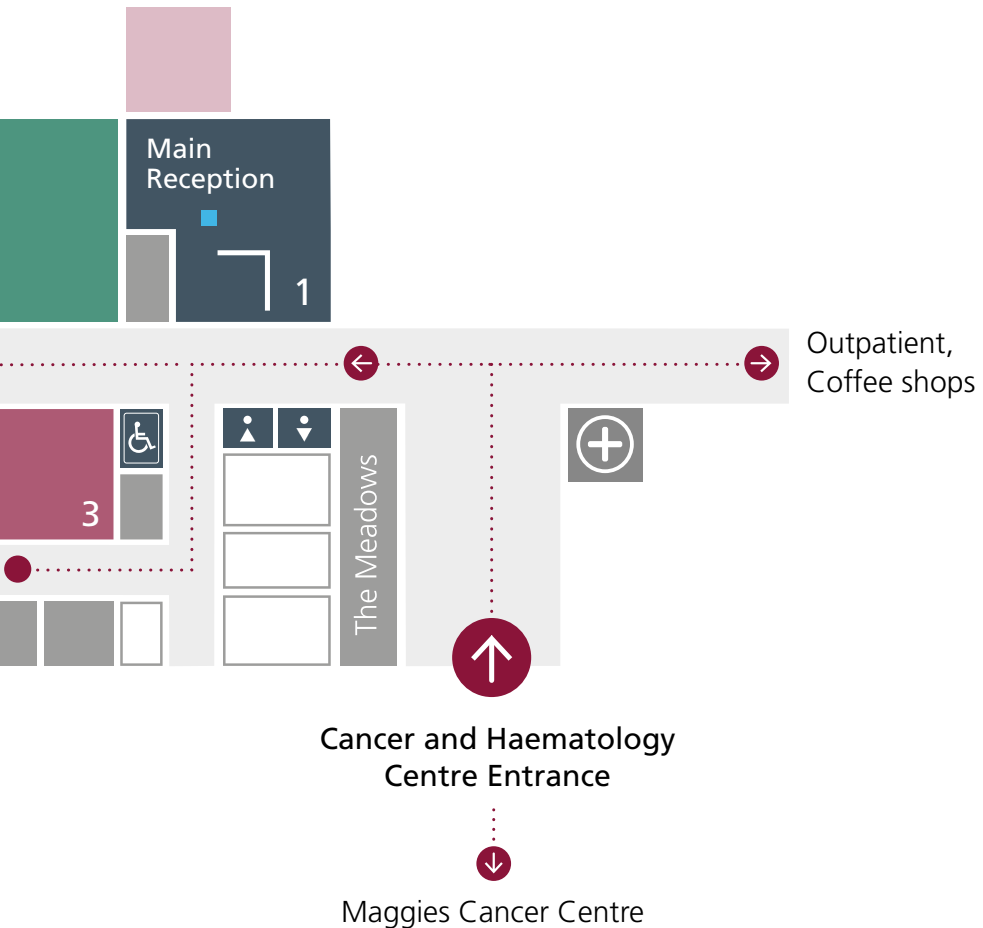 Main
Reception
1
Outpatient,
Coffee shops
3
The Meadows
Cancer and Haematology
Centre Entrance
Maggies Cancer Centre